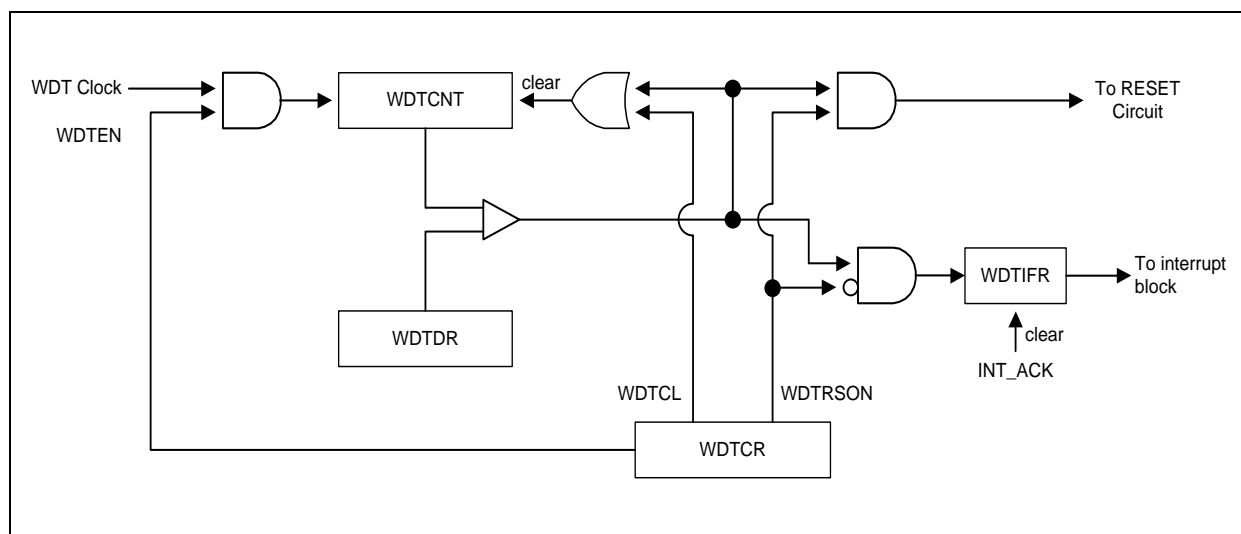 WDT Clock
WDTEN
WDTCNT
clear
To RESET
Circuit
WDTDR
WDTIFR
To interrupt
block
clear
INT_ACK
WDTCL
WDTRSON
WDTCR